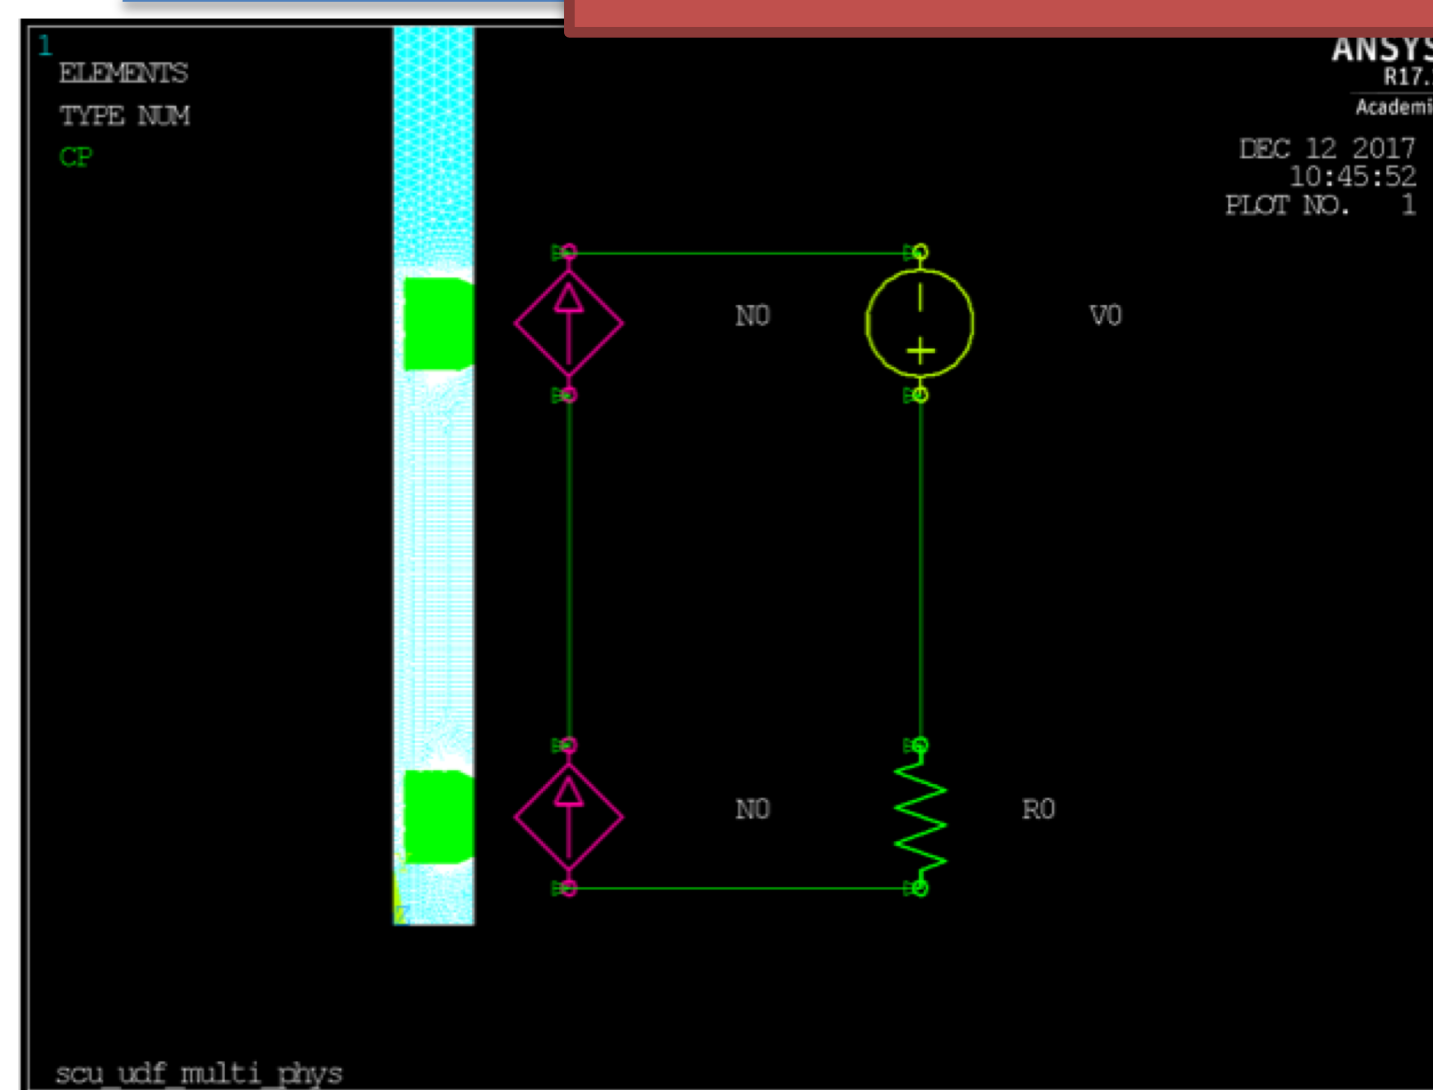 1
ELEMENTS
TYPE NUM
CP
ANSYS
R17.
Academi
DEC 12 2017
10:45:52
PLOT NO. 1
N0
V0
N0
R0
Z
scu_udf_multi_phys